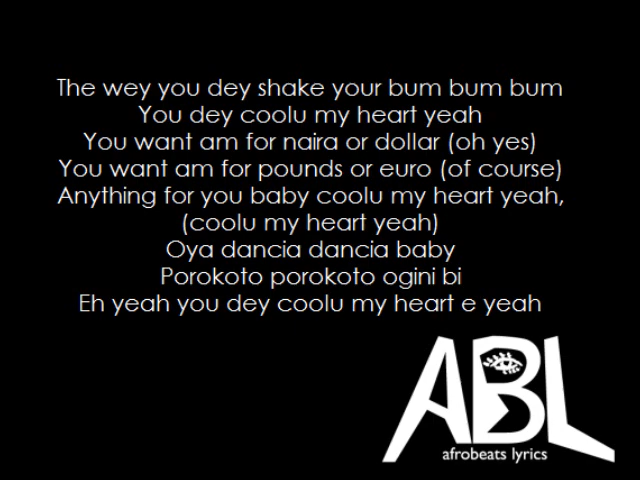 The wey you dey shake your bum bum bum
You dey coolu my heart yeah
You want am for naira or dollar (oh yes)
You want am for pounds or euro (of course)
Anything for you baby coolu my heart yeah,
(coolu my heart yeah)
Oya dancia dancia baby
Porokoto porokoto ogini bi
Eh yeah you dey coolu my heart e yeah
ABL
afrobeats lyrics